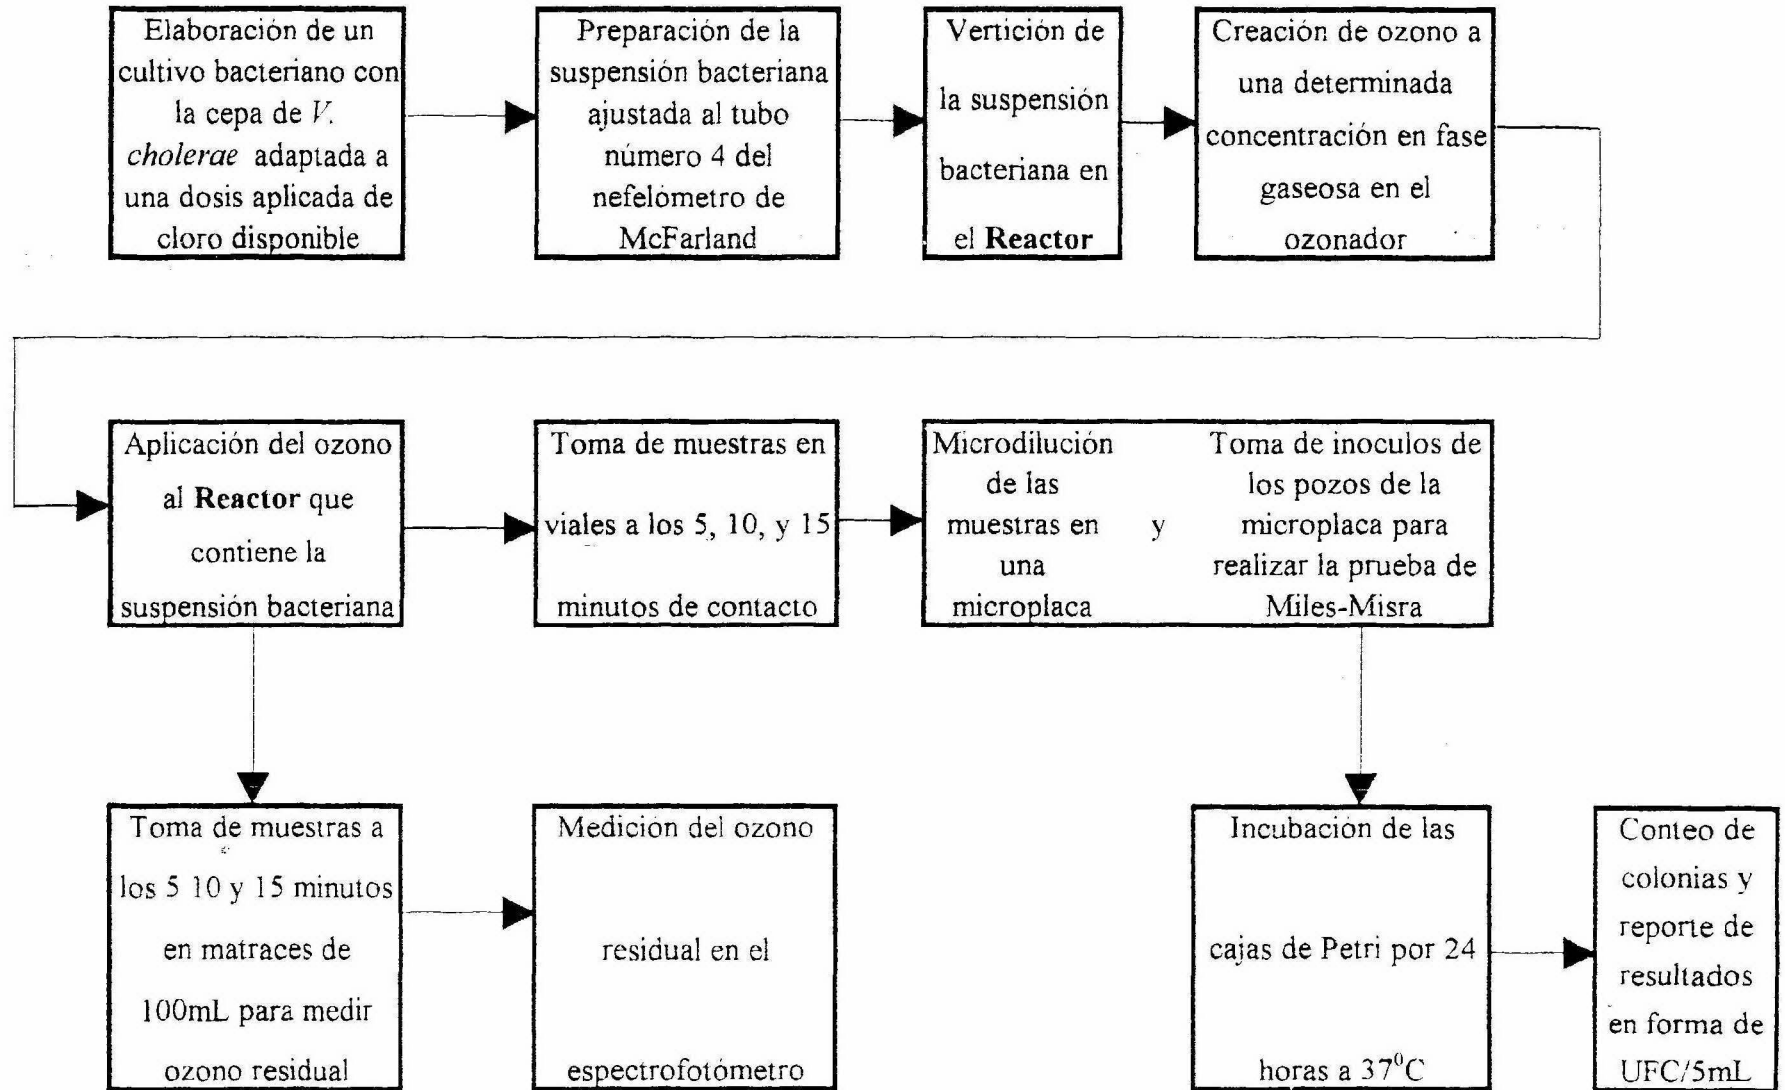 Elaboración de un
cultivo bacteriano con
la cepa de V.
cholerae adaptada a
una dosis aplicada de
cloro disponible
Preparación de la
suspensión bacteriana
ajustada al tubo
número 4 del
nefelómetro de
McFarland
Vertición de
la suspensión
bacteriana en
el Reactor
Creación de ozono a
una determinada
concentración en fase
gaseosa en el
ozonador
Aplicación del ozono
al Reactor que
contiene la
suspensión bacteriana
Toma de muestras en
viales a los 5, 10, y 15
minutos de contacto
Microdilución
de las
muestras en
una
microplaca
y
Toma de inoculos de
los pozos de la
microplaca para
realizar la prueba de
Miles-Misra
Toma de muestras a
los 5 10 y 15 minutos
en matraces de
100mL para medir
ozono residual
Medición del ozono
residual en el
espectrofotómetro
Incubación de las
cajas de Petri por 24
horas a 37⁰C
Conteo de
colonias y
reporte de
resultados
en forma de
UFC/5mL